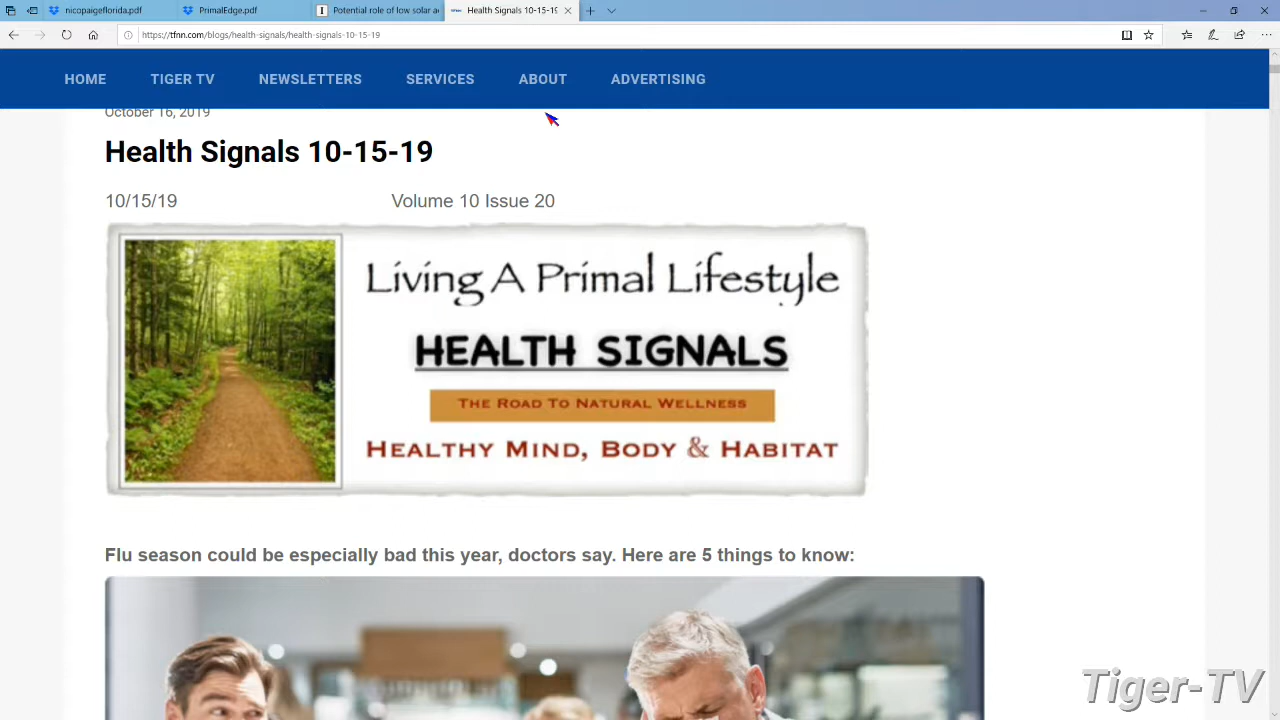 nicopaigeflorida.pdf
PrimalEdge.pdf
Potential role of low solar a
Health Signals 10-15-19
https://tfnn.com/blogs/health-signals/health-signals-10-15-19
HOME TIGER TV NEWSLETTERS SERVICES ABOUT ADVERTISING
October 16, 2019
Health Signals 10-15-19
10/15/19 Volume 10 Issue 20
Living A Primal Lifestyle
HEALTH SIGNALS
THE ROAD TO NATURAL WELLNESS
HEALTHY MIND, BODY & HABITAT
Flu season could be especially bad this year, doctors say. Here are 5 things to know:
Tiger-TV